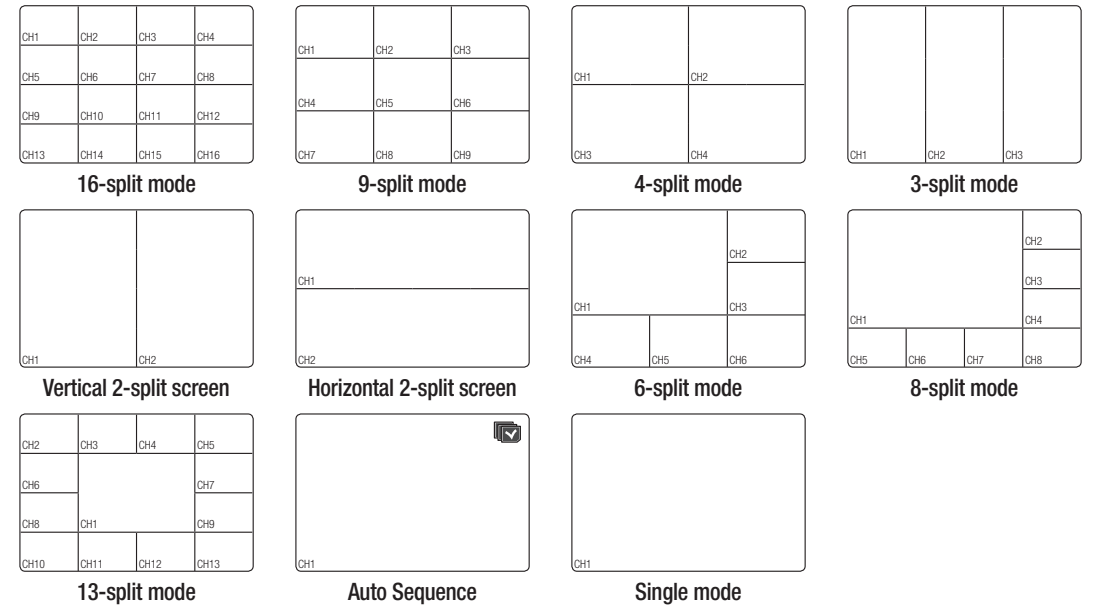 CH1 CH2 CH3 CH4
CH5 CH6 CH7 CH8
CH9 CH10 CH11 CH12
CH13 CH14 CH15 CH16
16-split mode
CH1 CH2 CH3
CH4 CH5 CH6
CH7 CH8 CH9
9-split mode
CH1 CH2
CH3 CH4
4-split mode
CH1 CH2 CH3
3-split mode
CH1 CH2
Vertical 2-split screen
CH1
CH2
Horizontal 2-split screen
CH2
CH1 CH3
CH4 CH5 CH6
6-split mode
CH2
CH3
CH1 CH4
CH5 CH6 CH7 CH8
8-split mode
CH2 CH3 CH4 CH5
CH6 CH7
CH8 CH1 CH9
CH10 CH11 CH12 CH13
13-split mode
CH1
Auto Sequence
CH1
Single mode